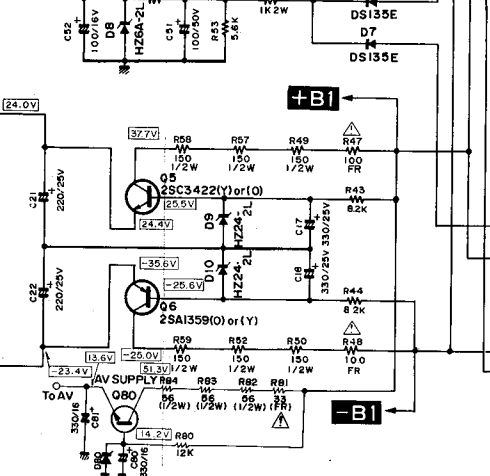 C52
100/16V
D8
HZ6A-2L
C51
100/50V
R53
5.6K
1K2W
DS135E
D7
DS135E
24.0V
+B1
37.7V
R58
150
1/2W
R57
150
1/2W
R49
150
1/2W
R47
100
FR
Q5
2SC3422(Y)or(O)
25.5V
24.4V
R43
8.2K
C21
220/25V
D9
HZ24-2L
C17
330/25V
-35.6V
-25.6V
D10
HZ24-2L
C18
330/25V
C22
220/25V
Q6
2SA1359(O)or(Y)
R44
8.2K
R59
150
1/2W
R52
150
1/2W
R50
150
1/2W
R48
100
FR
-25.0V
13.6V
-23.4V
51.3V
AV SUPPLY
To AV
Q80
R84
56
(1/2W)
R83
56
(1/2W)
R82
56
(1/2W)
R81
33
(FR)
-B1
330/16
C81
14.2V
R80
12K
D80
C80
330/16